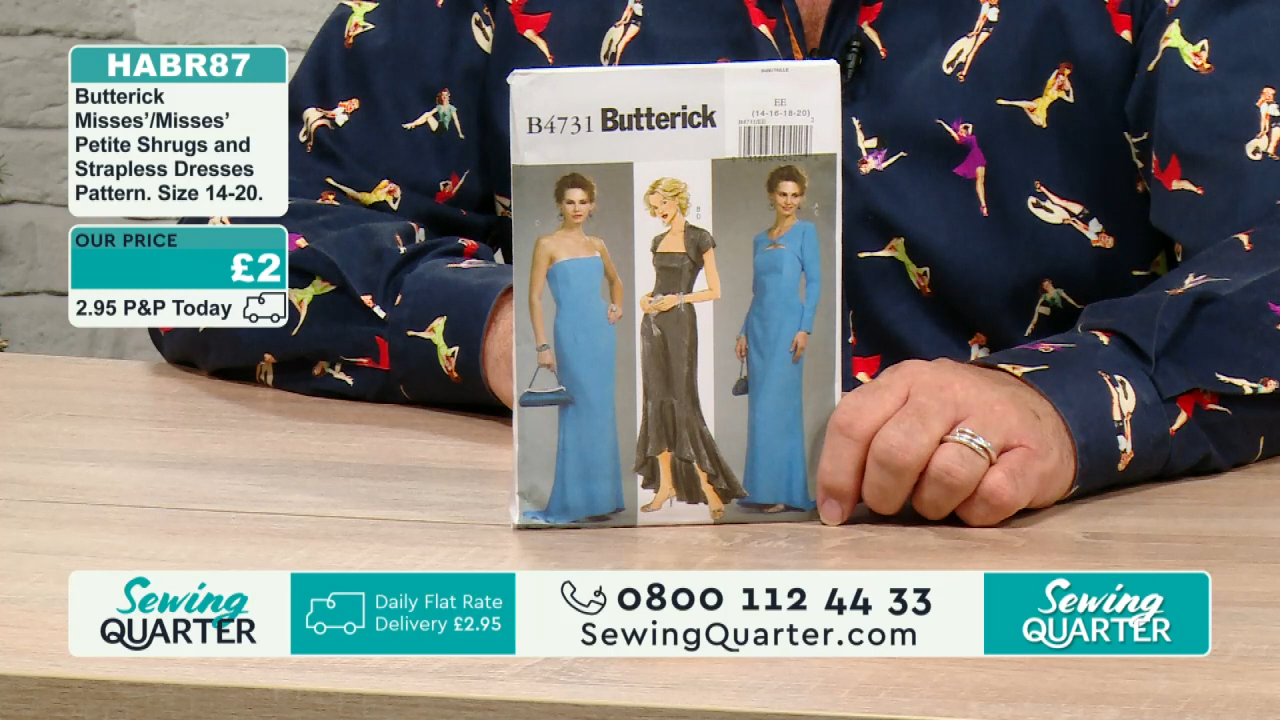 HABR87
Butterick
Misses'/Misses'
Petite Shrugs and
Strapless Dresses
Pattern. Size 14-20.
OUR PRICE
£2
2.95 P&P Today
B4731 Butterick
EE
(14-16-18-20)
B4731/EE
Sewing
QUARTER
Daily Flat Rate
Delivery £2.95
0800 112 44 33
SewingQuarter.com
Sewing
QUARTER